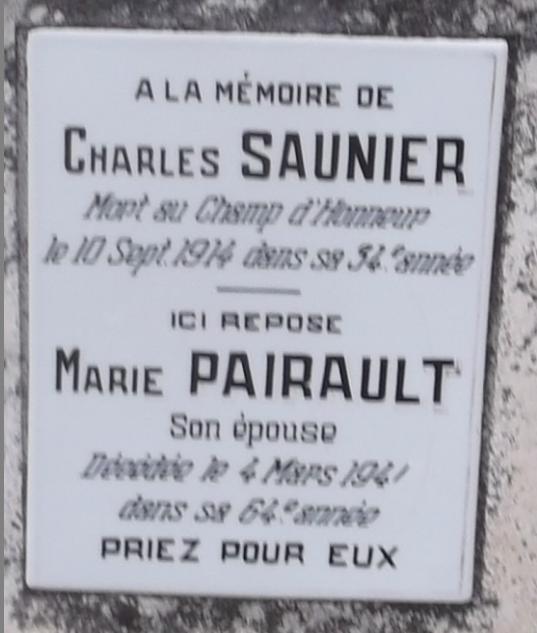 A LA MÉMOIRE DE
CHARLES SAUNIER
Mort au Champ d'Honneur
le 10 Sept. 1914 dans sa 34.e année
ICI REPOSE
MARIE PAIRAULT
Son épouse
Décédée le 4 Mars 1941
dans sa 64.e année
PRIEZ POUR EUX